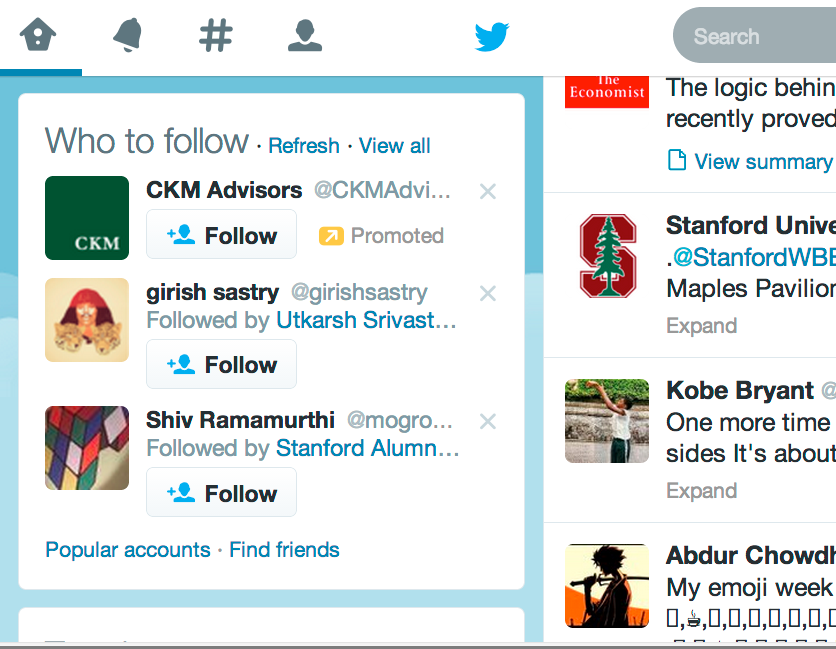 Search
Who to follow · Refresh · View all
CKM
CKM Advisors @CKMAdvi...
Follow
Promoted
girish sastry @girishsastry
Followed by Utkarsh Srivast...
Follow
Shiv Ramamurthi @mogro...
Followed by Stanford Alumn...
Follow
Popular accounts · Find friends
The
Economist
The logic behin
recently proved
View summary
Stanford Unive
.@StanfordWBB
Maples Pavilion
Expand
Kobe Bryant @
One more time
sides It's about
Expand
Abdur Chowdh
My emoji week